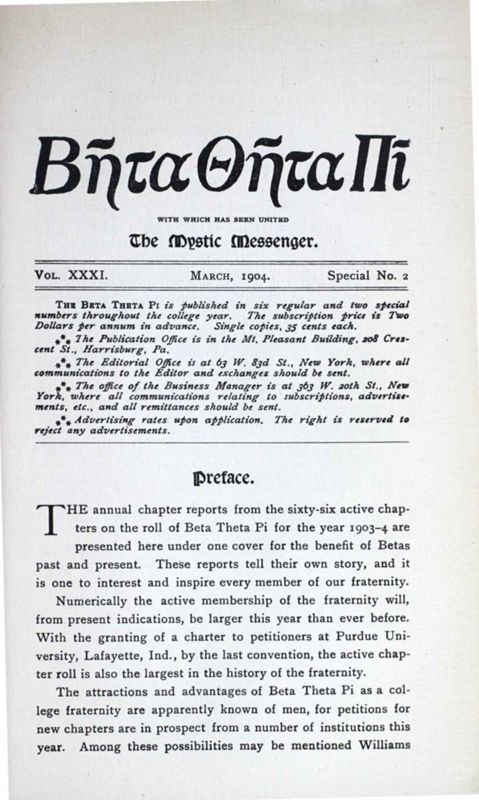 Βη̃τα Θη̃τα Πῖ
WITH WHICH HAS BEEN UNITED
The Mystic Messenger.
VOL. XXXI. MARCH, 1904. Special No. 2
THE BETA THETA PI is published in six regular and two special
numbers throughout the college year. The subscription price is Two
Dollars per annum in advance. Single copies, 35 cents each.
⁂ The Publication Office is in the Mt. Pleasant Building, 208 Cres-
cent St., Harrisburg, Pa.
⁂ The Editorial Office is at 63 W. 83d St., New York, where all
communications to the Editor and exchanges should be sent.
⁂ The office of the Business Manager is at 363 W. 20th St., New
York, where all communications relating to subscriptions, advertise-
ments, etc., and all remittances should be sent.
⁂ Advertising rates upon application. The right is reserved to
reject any advertisements.
Preface.
THE annual chapter reports from the sixty-six active chap-
ters on the roll of Beta Theta Pi for the year 1903-4 are
presented here under one cover for the benefit of Betas
past and present. These reports tell their own story, and it
is one to interest and inspire every member of our fraternity.
Numerically the active membership of the fraternity will,
from present indications, be larger this year than ever before.
With the granting of a charter to petitioners at Purdue Uni-
versity, Lafayette, Ind., by the last convention, the active chap-
ter roll is also the largest in the history of the fraternity.
The attractions and advantages of Beta Theta Pi as a col-
lege fraternity are apparently known of men, for petitions for
new chapters are in prospect from a number of institutions this
year. Among these possibilities may be mentioned Williams